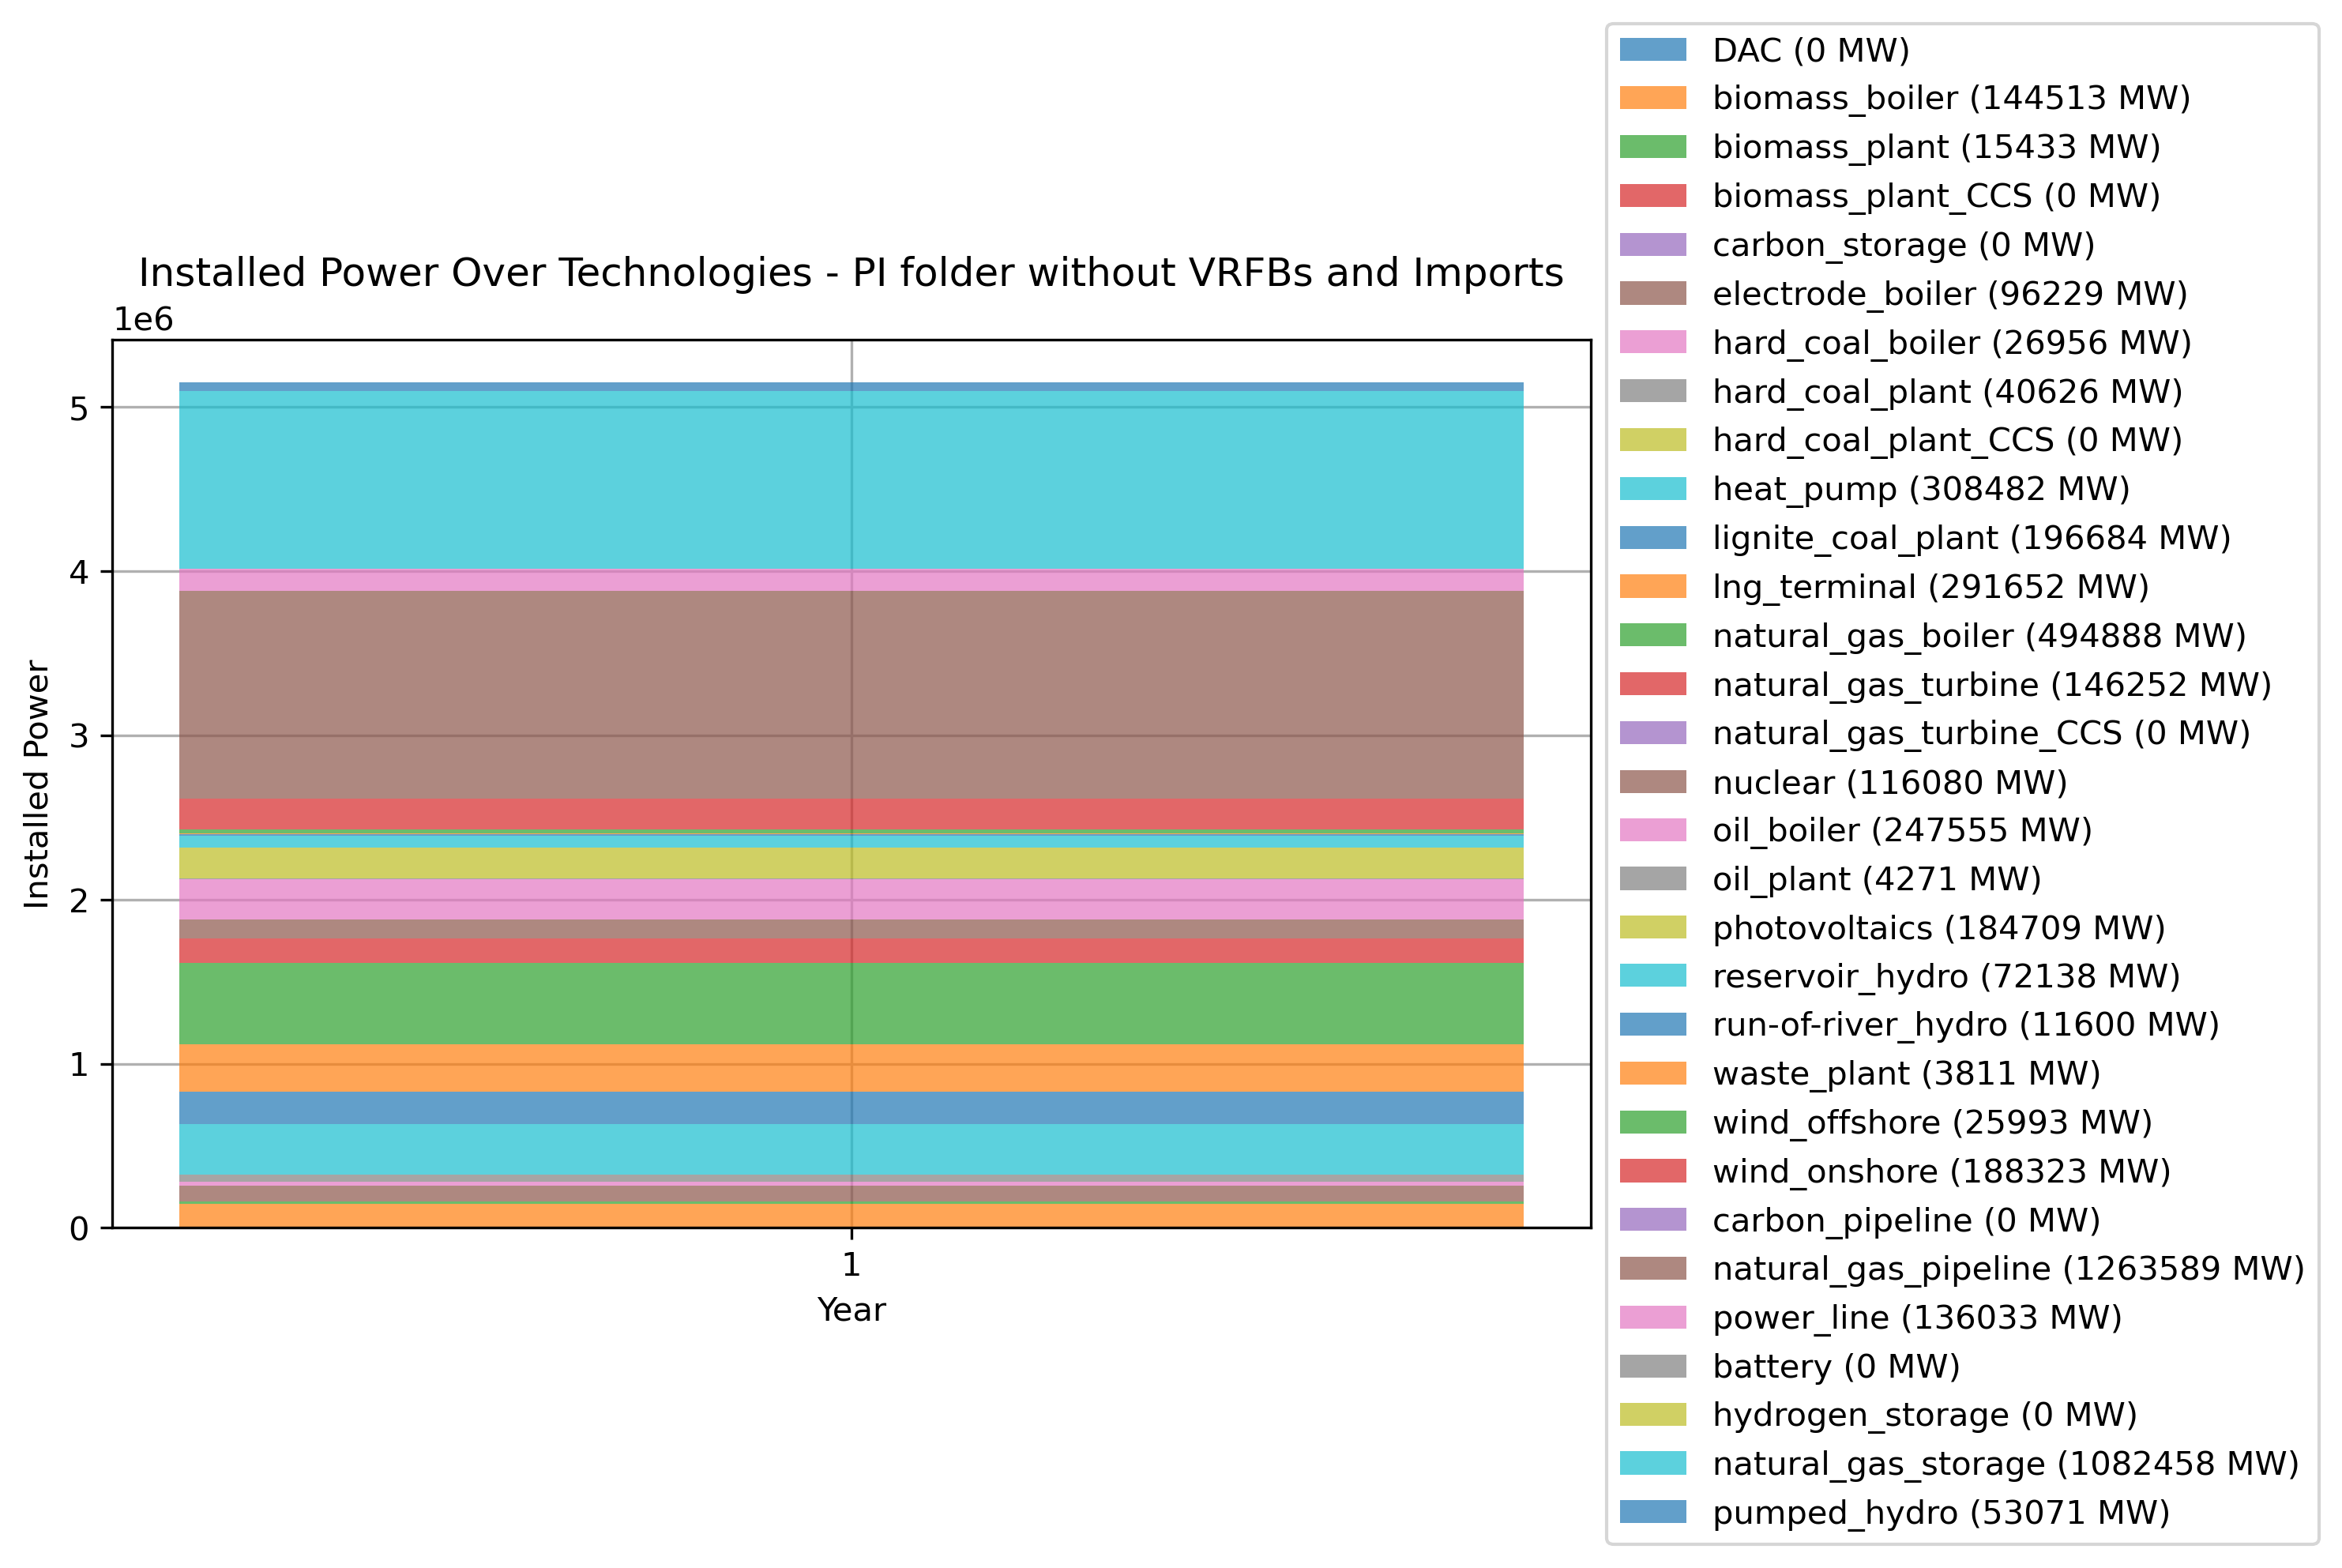 Installed Power Over Technologies - PI folder without VRFBs and Imports
1e6
5
4
3
2
1
0
Installed Power
1
Year
DAC (0 MW)
biomass_boiler (144513 MW)
biomass_plant (15433 MW)
biomass_plant_CCS (0 MW)
carbon_storage (0 MW)
electrode_boiler (96229 MW)
hard_coal_boiler (26956 MW)
hard_coal_plant (40626 MW)
hard_coal_plant_CCS (0 MW)
heat_pump (308482 MW)
lignite_coal_plant (196684 MW)
lng_terminal (291652 MW)
natural_gas_boiler (494888 MW)
natural_gas_turbine (146252 MW)
natural_gas_turbine_CCS (0 MW)
nuclear (116080 MW)
oil_boiler (247555 MW)
oil_plant (4271 MW)
photovoltaics (184709 MW)
reservoir_hydro (72138 MW)
run-of-river_hydro (11600 MW)
waste_plant (3811 MW)
wind_offshore (25993 MW)
wind_onshore (188323 MW)
carbon_pipeline (0 MW)
natural_gas_pipeline (1263589 MW)
power_line (136033 MW)
battery (0 MW)
hydrogen_storage (0 MW)
natural_gas_storage (1082458 MW)
pumped_hydro (53071 MW)